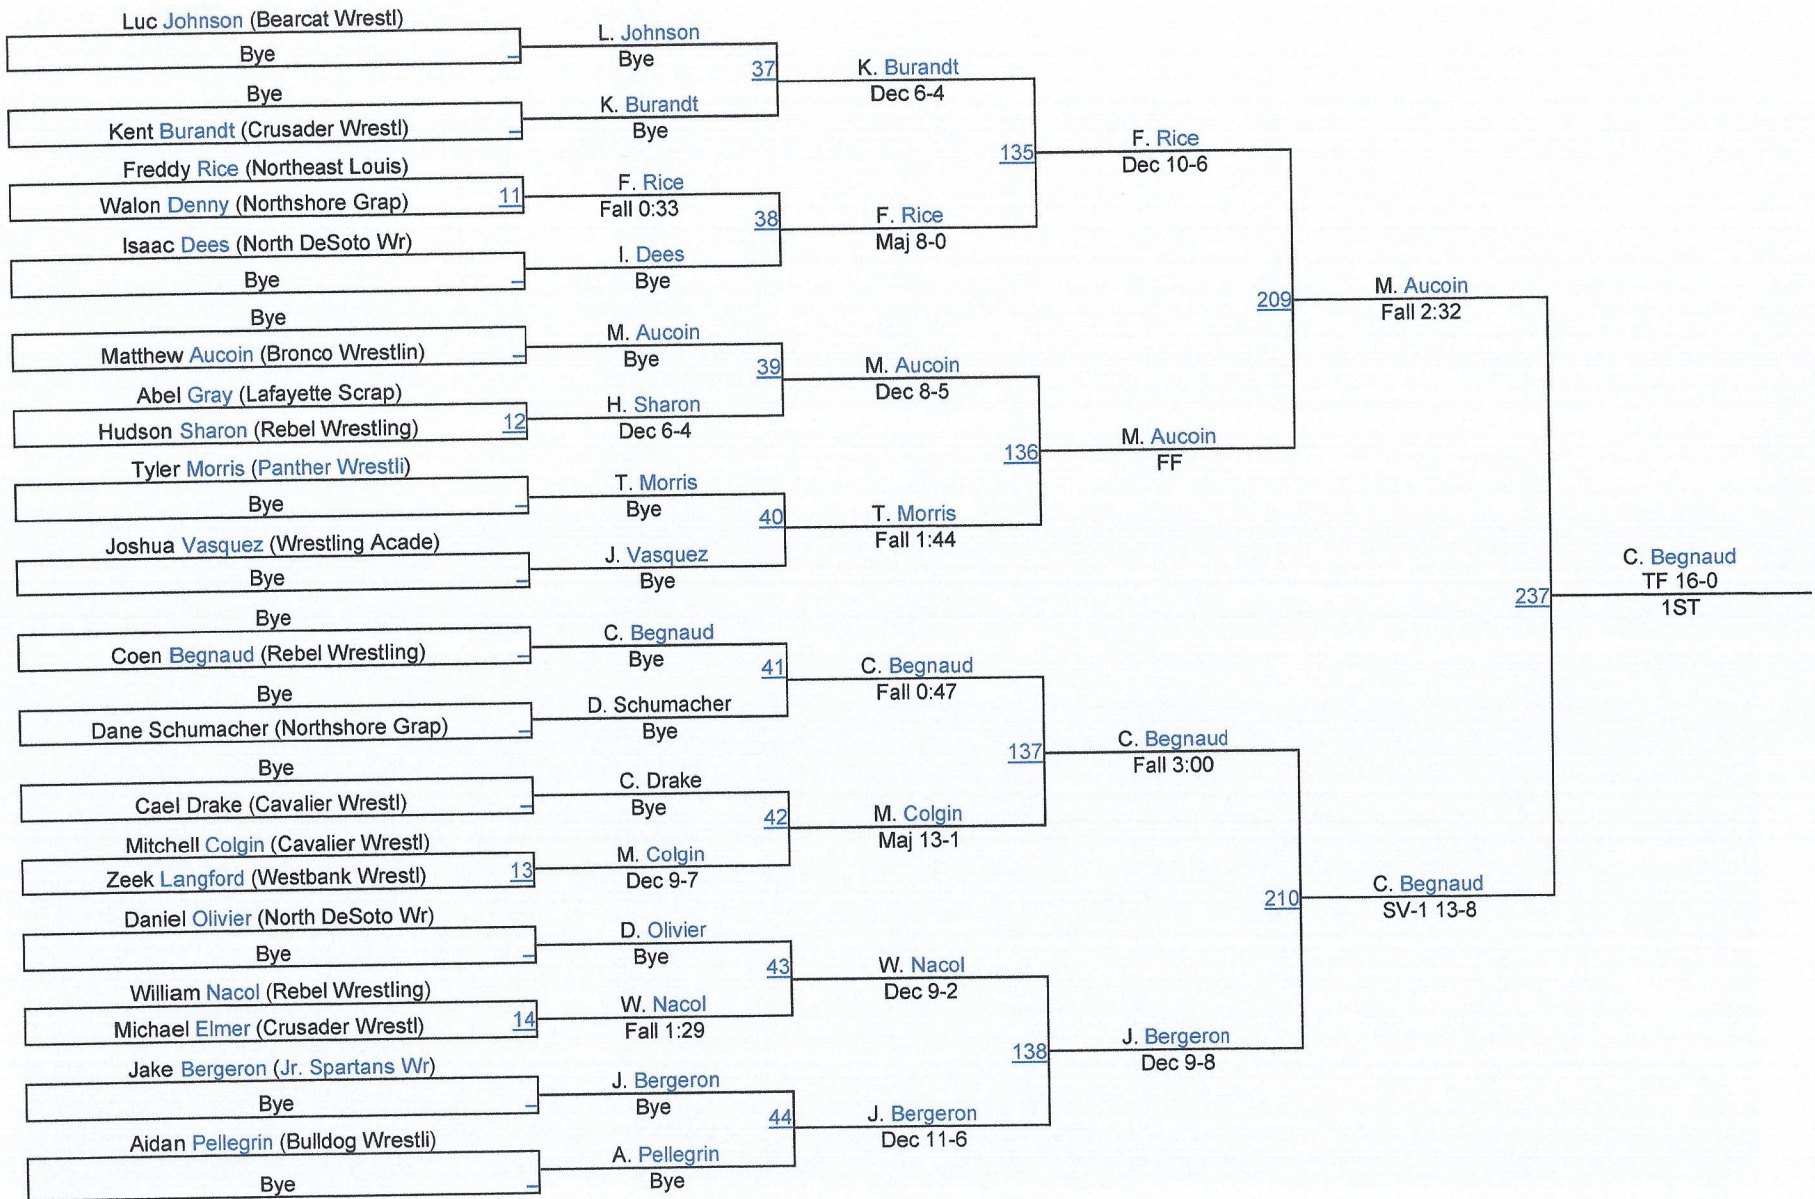 Luc Johnson (Bearcat Wrestl)
Bye
Bye
Kent Burandt (Crusader Wrestl)
Freddy Rice (Northeast Louis)
Walon Denny (Northshore Grap) 11
Isaac Dees (North DeSoto Wr)
Bye
Bye
Matthew Aucoin (Bronco Wrestlin)
Abel Gray (Lafayette Scrap)
Hudson Sharon (Rebel Wrestling) 12
Tyler Morris (Panther Wrestli)
Bye
Joshua Vasquez (Wrestling Acade)
Bye
Bye
Coen Begnaud (Rebel Wrestling)
Bye
Dane Schumacher (Northshore Grap)
Bye
Cael Drake (Cavalier Wrestl)
Mitchell Colgin (Cavalier Wrestl)
Zeek Langford (Westbank Wrestl) 13
Daniel Olivier (North DeSoto Wr)
Bye
William Nacol (Rebel Wrestling)
Michael Elmer (Crusader Wrestl) 14
Jake Bergeron (Jr. Spartans Wr)
Bye
Aidan Pellegrin (Bulldog Wrestli)
Bye
L. Johnson
Bye
37
K. Burandt
Bye
F. Rice
Fall 0:33
38
I. Dees
Bye
M. Aucoin
Bye
39
H. Sharon
Dec 6-4
T. Morris
Bye
40
J. Vasquez
Bye
C. Begnaud
Bye
41
D. Schumacher
Bye
C. Drake
Bye
42
M. Colgin
Dec 9-7
D. Olivier
Bye
43
W. Nacol
Fall 1:29
J. Bergeron
Bye
44
A. Pellegrin
Bye
K. Burandt
Dec 6-4
135
F. Rice
Maj 8-0
M. Aucoin
Dec 8-5
136
T. Morris
Fall 1:44
C. Begnaud
Fall 0:47
137
M. Colgin
Maj 13-1
W. Nacol
Dec 9-2
138
J. Bergeron
Dec 11-6
F. Rice
Dec 10-6
209
M. Aucoin
FF
C. Begnaud
Fall 3:00
210
J. Bergeron
Dec 9-8
M. Aucoin
Fall 2:32
237
C. Begnaud
SV-1 13-8
C. Begnaud
TF 16-0
1ST